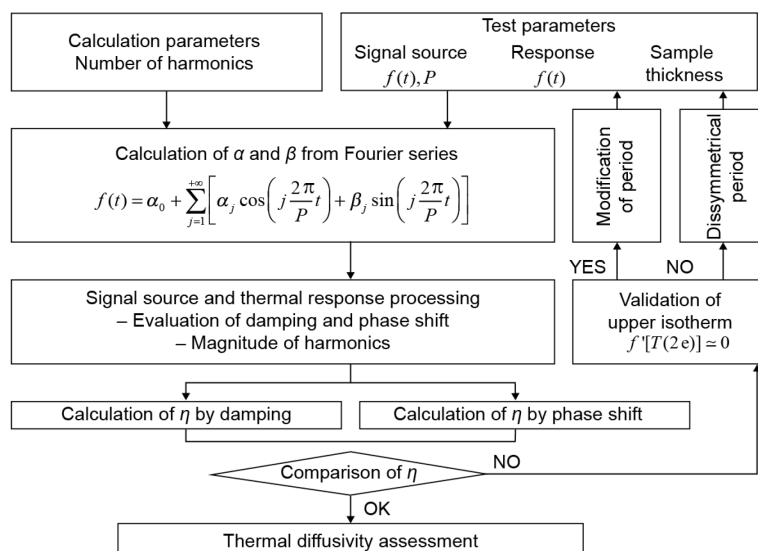 Calculation parameters
Number of harmonics
Test parameters
Signal source Response Sample
f(t), P f(t) thickness
Calculation of α and β from Fourier series
f(t) = α₀ + ∑_{j=1}^{+∞} [α_j cos(j 2π/P t) + β_j sin(j 2π/P t)]
Modification
of period
Dissymmetrical
period
YES NO
Signal source and thermal response processing
– Evaluation of damping and phase shift
– Magnitude of harmonics
Validation of
upper isotherm
f '[T(2 e)] ≃ 0
Calculation of η by damping
Calculation of η by phase shift
Comparison of η
NO
OK
Thermal diffusivity assessment